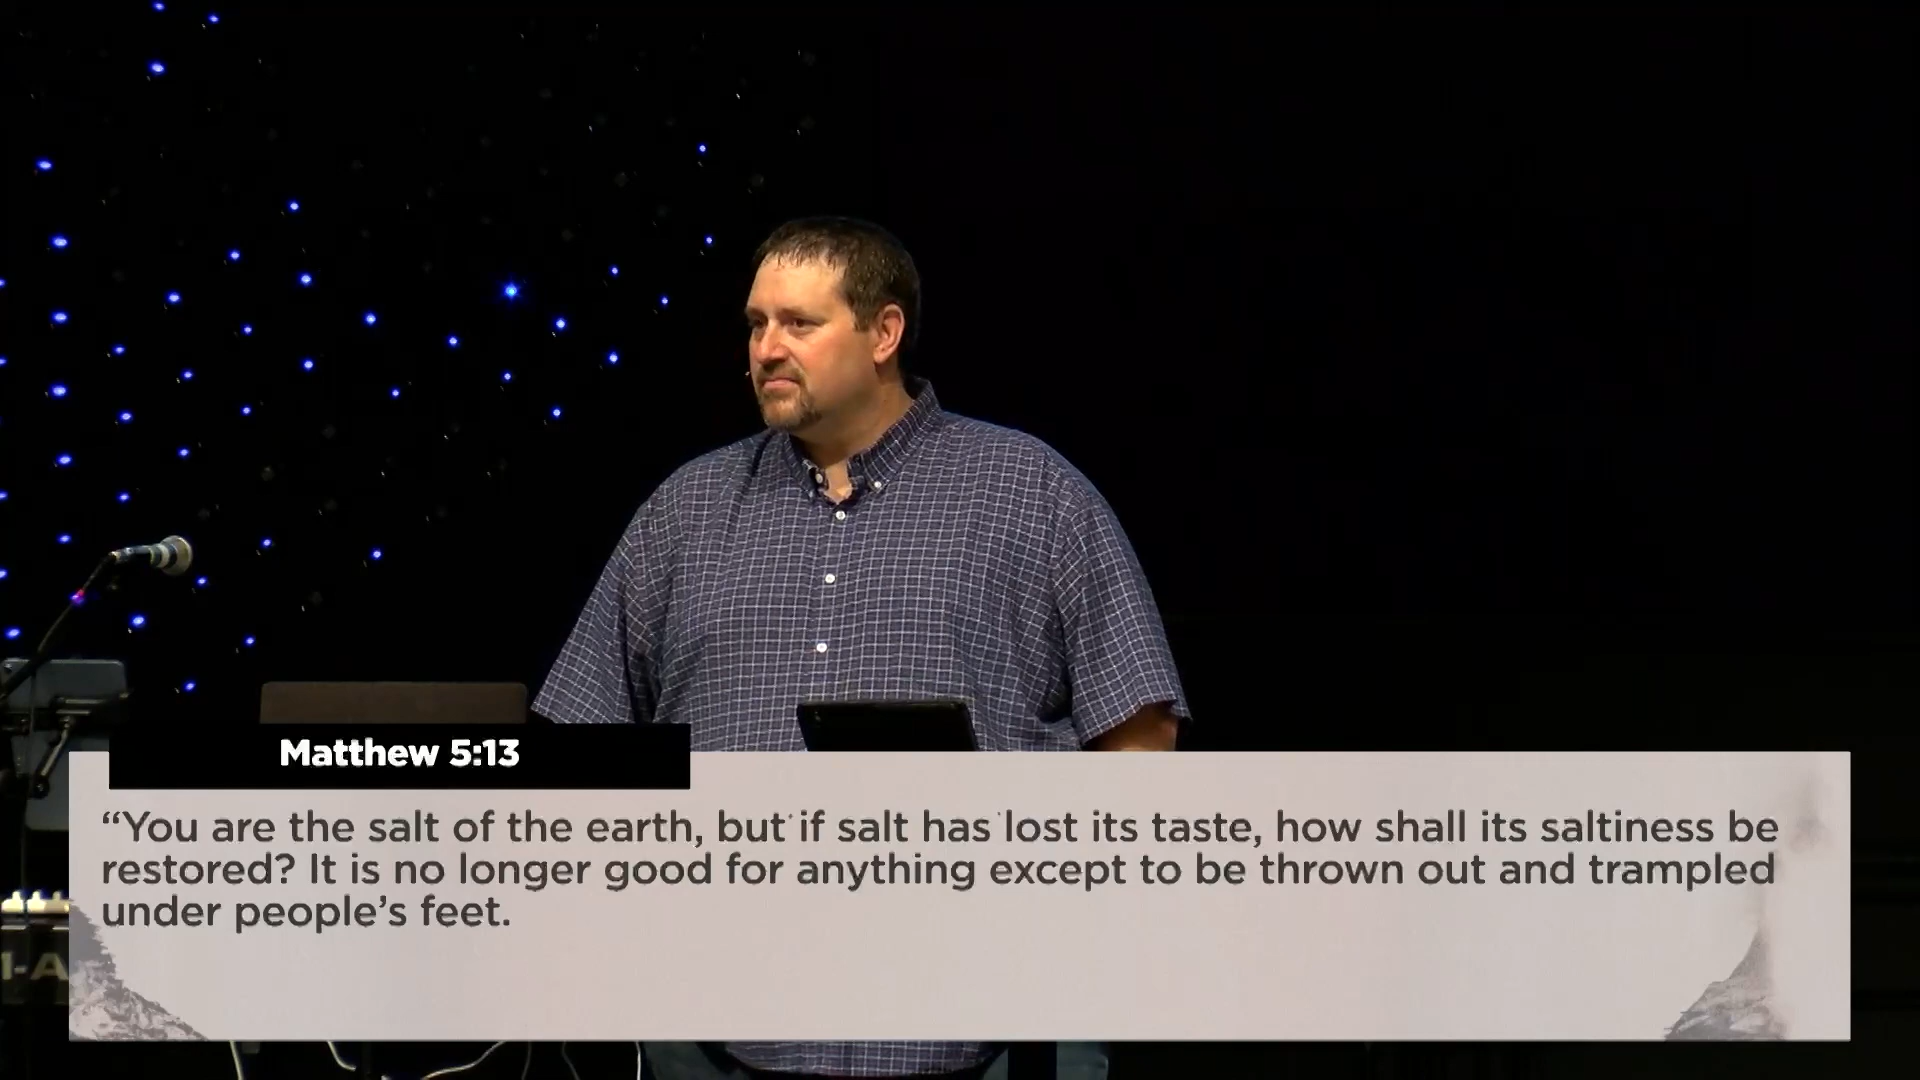 Matthew 5:13
“You are the salt of the earth, but if salt has lost its taste, how shall its saltiness be
restored? It is no longer good for anything except to be thrown out and trampled
under people’s feet.